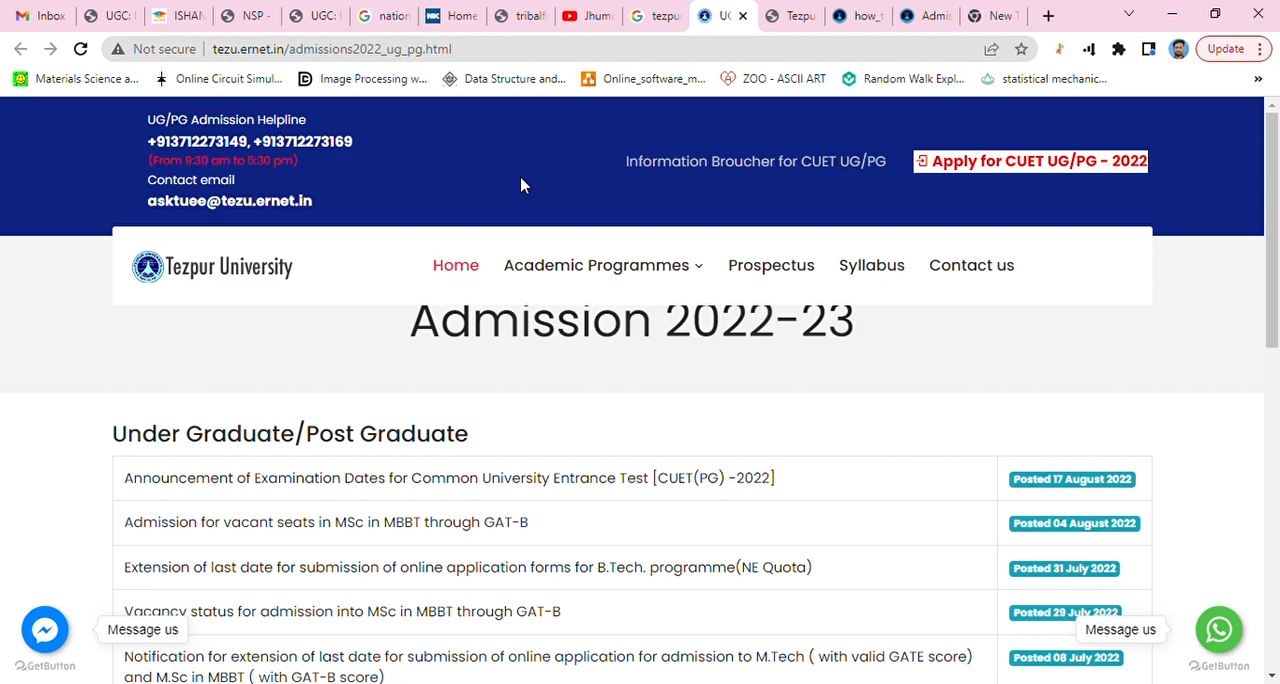 Inbox
UGC:
ISHAN
NSP -
UGC:
nation
Home
tribalf
Jhum
tezpu
UG
Tezpu
how_t
Admis
New T
Not secure | tezu.ernet.in/admissions2022_ug_pg.html
Update
Materials Science a...
Online Circuit Simul...
Image Processing w...
Data Structure and...
Online_software_m...
ZOO - ASCII ART
Random Walk Expl...
statistical mechanic...
»
UG/PG Admission Helpline
+913712273149, +913712273169
(From 9:30 am to 5:30 pm)
Contact email
asktuee@tezu.ernet.in
Information Broucher for CUET UG/PG
Apply for CUET UG/PG - 2022
Tezpur University
Home
Academic Programmes
Prospectus
Syllabus
Contact us
Admission 2022-23
Under Graduate/Post Graduate
Announcement of Examination Dates for Common University Entrance Test [CUET(PG) -2022]
Posted 17 August 2022
Admission for vacant seats in MSc in MBBT through GAT-B
Posted 04 August 2022
Extension of last date for submission of online application forms for B.Tech. programme(NE Quota)
Posted 31 July 2022
Vacancy status for admission into MSc in MBBT through GAT-B
Posted 29 July 2022
Notification for extension of last date for submission of online application for admission to M.Tech ( with valid GATE score)
and M.Sc in MBBT ( with GAT-B score)
Posted 08 July 2022
Message us
GetButton
Message us
GetButton